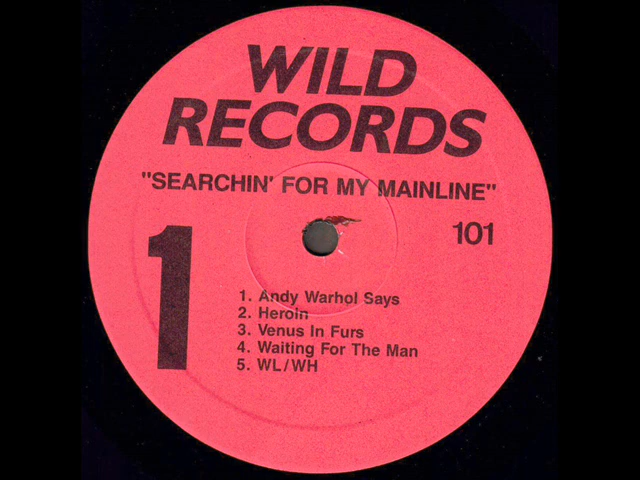 WILD
RECORDS
"SEARCHIN' FOR MY MAINLINE"
101
1
1. Andy Warhol Says
2. Heroin
3. Venus In Furs
4. Waiting For The Man
5. WL/WH